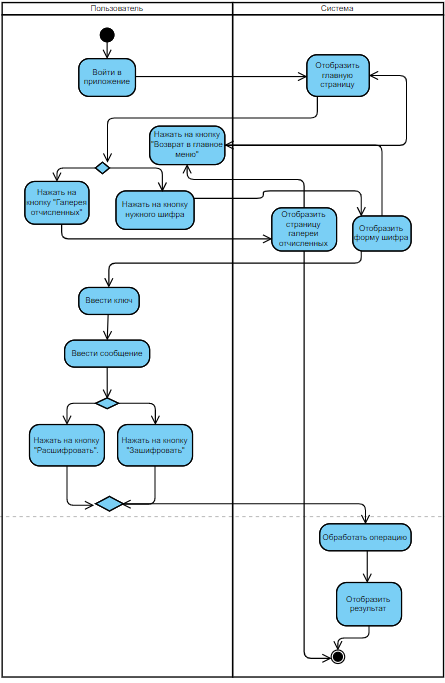 Пользователь
Система
Войти в
приложение
Отобразить
главную
страницу
Нажать на кнопку
"Возврат в главное
меню"
Нажать на
кнопку "Галерея
отчисленных"
Нажать на кнопку
нужного шифра
Отобразить
страницу
галереи
отчисленных
Отобразить
форму шифра
Ввести ключ
Ввести сообщение
Нажать на кнопку
"Расшифровать".
Нажать на кнопку
"Зашифровать"
Обработать операцию
Отобразить
результат